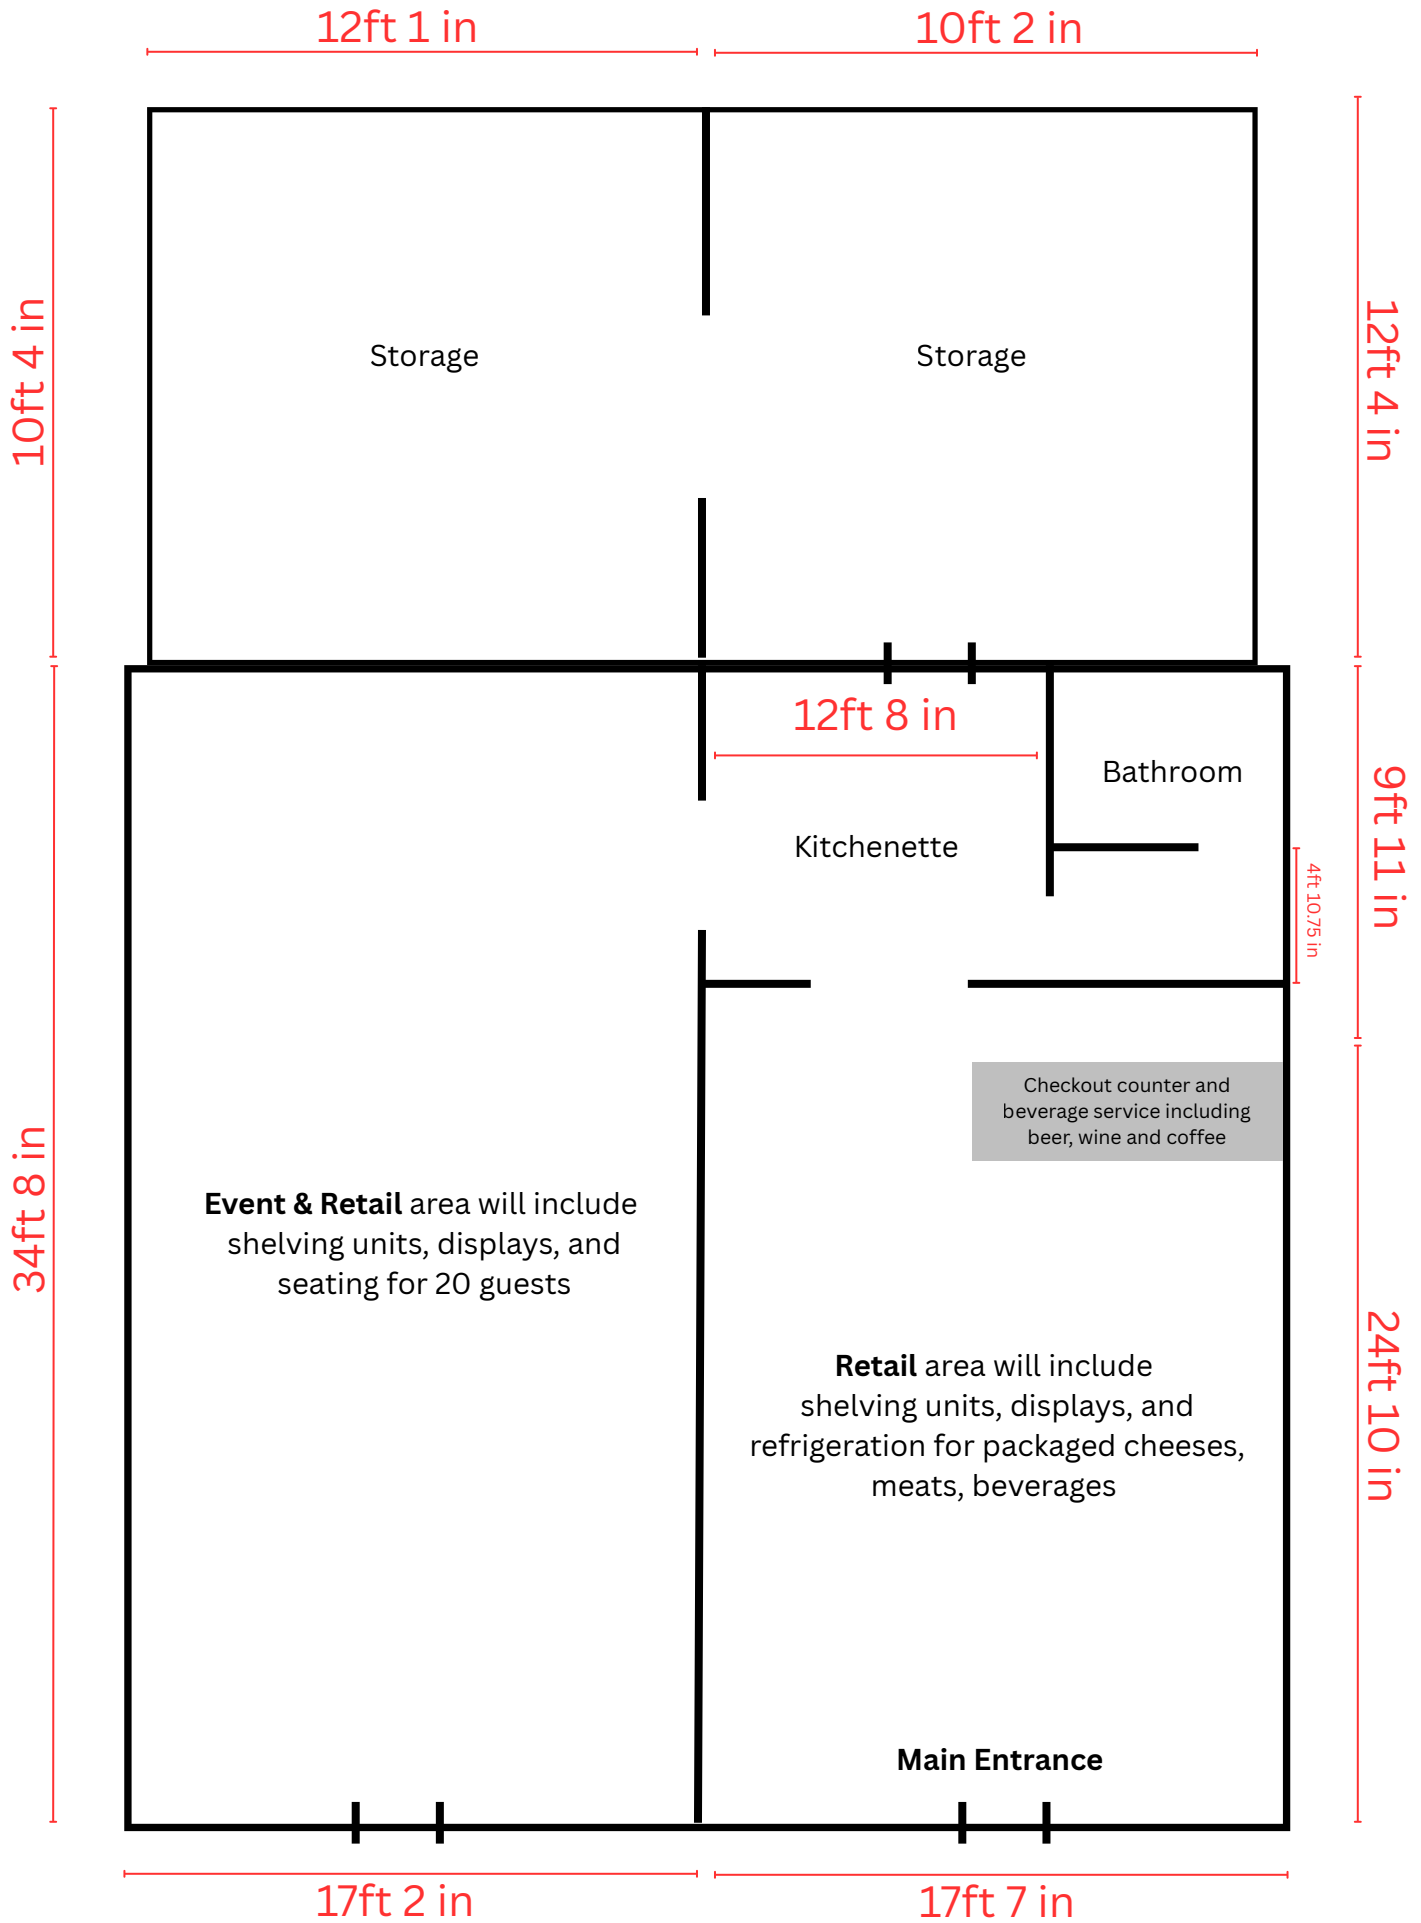 12ft 1 in
10ft 2 in
10ft 4 in
12ft 4 in
Storage
Storage
12ft 8 in
Bathroom
Kitchenette
9ft 11 in
4ft 10.75 in
Checkout counter and
beverage service including
beer, wine and coffee
34ft 8 in
Event & Retail area will include
shelving units, displays, and
seating for 20 guests
24ft 10 in
Retail area will include
shelving units, displays, and
refrigeration for packaged cheeses,
meats, beverages
Main Entrance
17ft 2 in
17ft 7 in